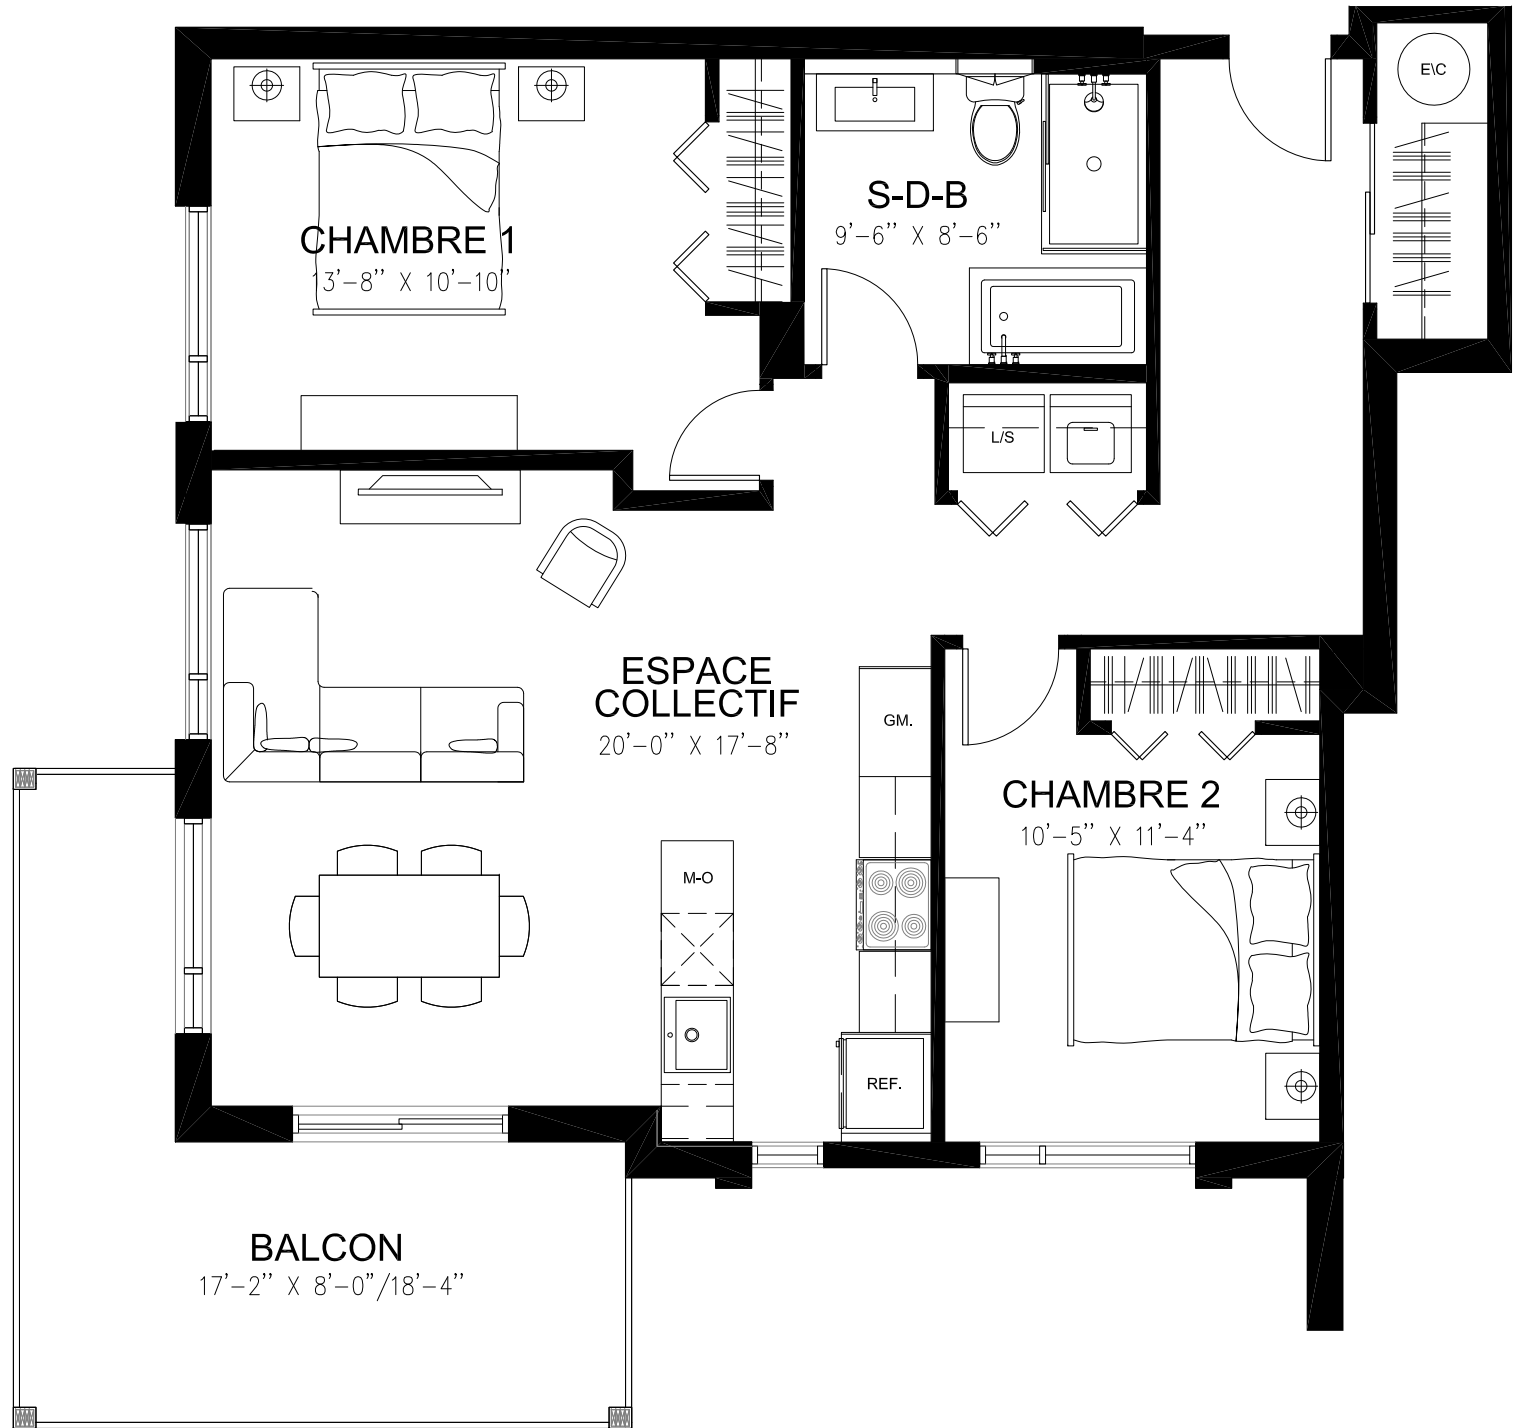 E\C
S-D-B
9'-6" X 8'-6"
CHAMBRE 1
13'-8" X 10'-10"
L/S
ESPACE
COLLECTIF
20'-0" X 17'-8"
GM.
CHAMBRE 2
10'-5" X 11'-4"
M-O
REF.
BALCON
17'-2" X 8'-0"/18'-4"